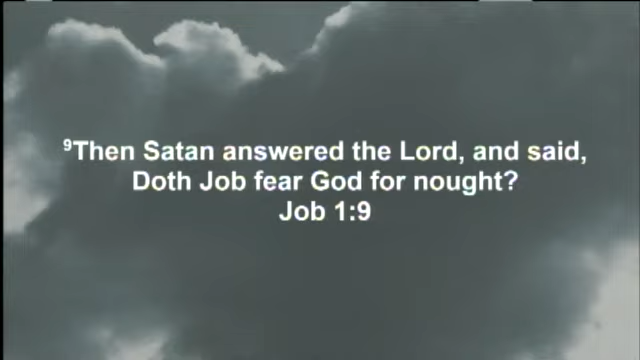 ⁹Then Satan answered the Lord, and said,
Doth Job fear God for nought?
Job 1:9